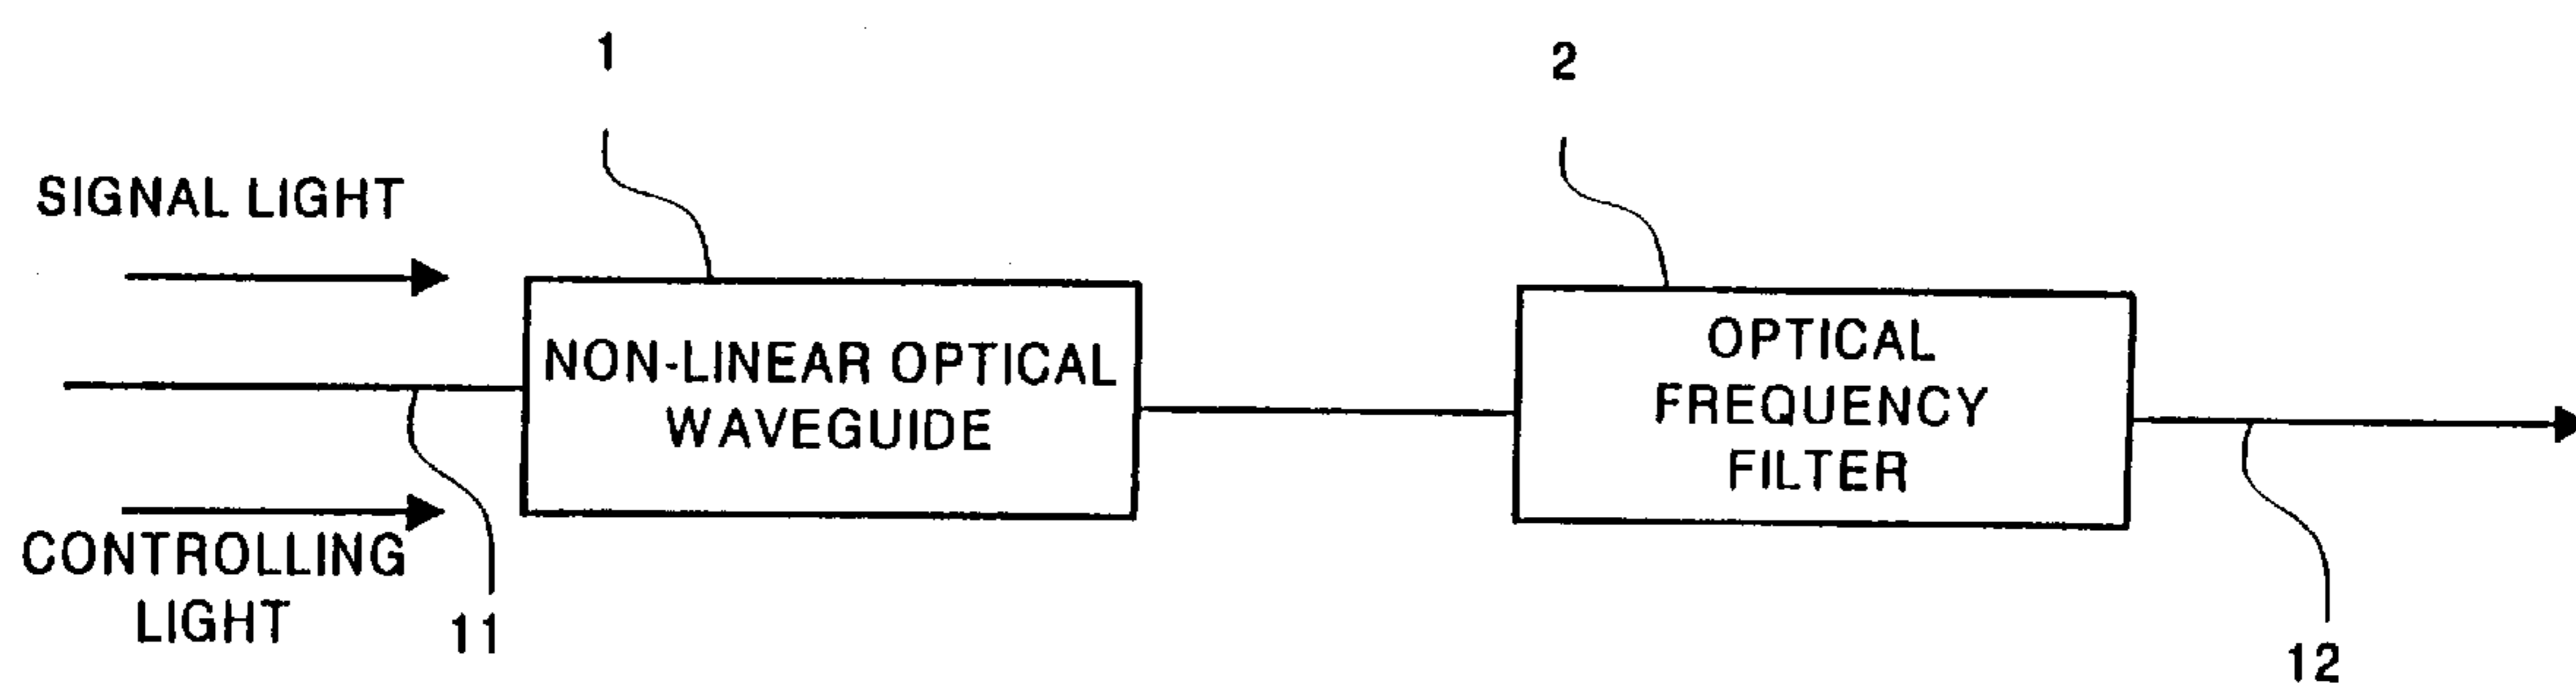 1
2
SIGNAL LIGHT
NON-LINEAR OPTICAL
WAVEGUIDE
OPTICAL
FREQUENCY
FILTER
CONTROLLING
LIGHT
11
12